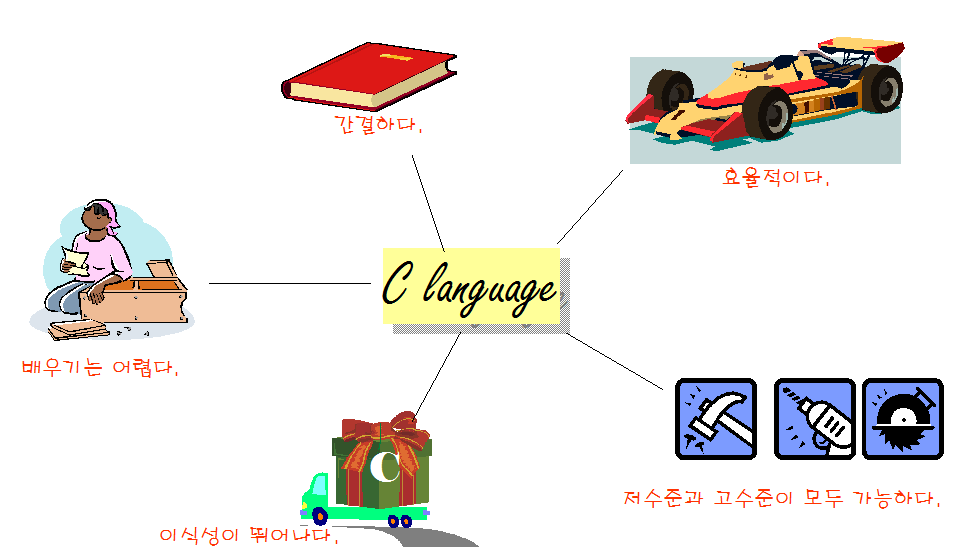 간결하다.
효율적이다.
C language
배우기는 어렵다.
C
저수준과 고수준이 모두 가능하다.
이식성이 뛰어나다.